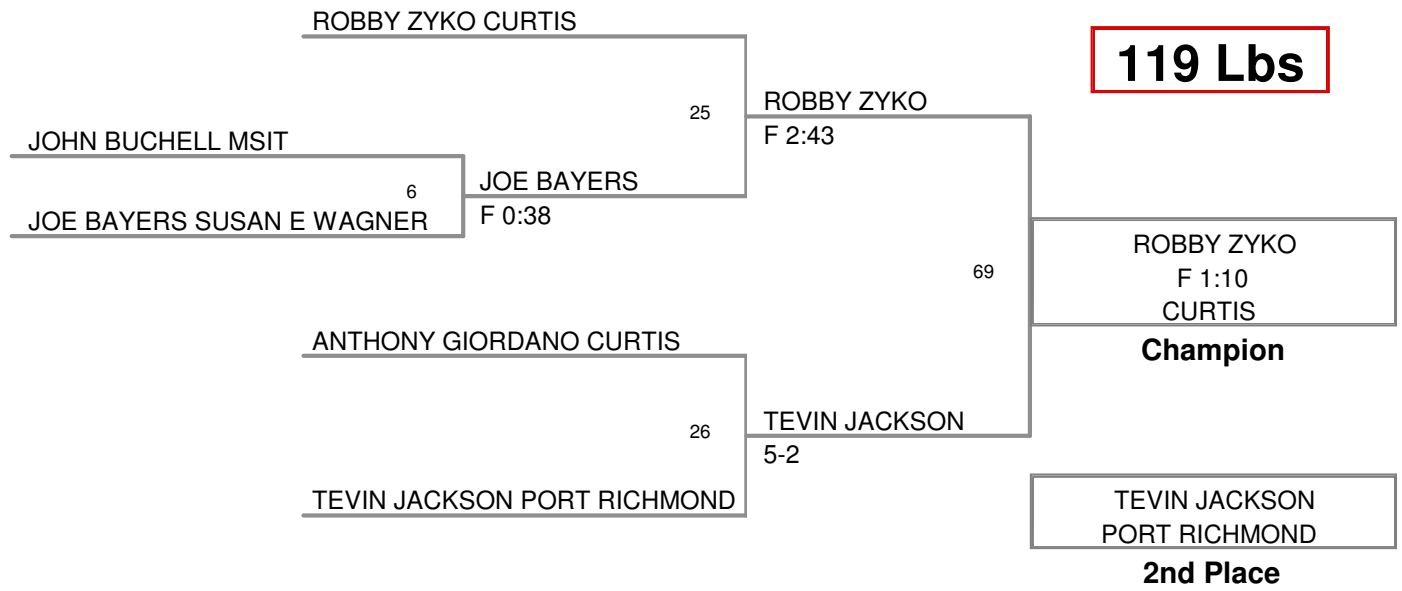 ROBBY ZYKO CURTIS
119 Lbs
25
ROBBY ZYKO
F 2:43
JOHN BUCHELL MSIT
6
JOE BAYERS
F 0:38
JOE BAYERS SUSAN E WAGNER
69
ROBBY ZYKO
F 1:10
CURTIS
Champion
ANTHONY GIORDANO CURTIS
26
TEVIN JACKSON
5-2
TEVIN JACKSON PORT RICHMOND
TEVIN JACKSON
PORT RICHMOND
2nd Place